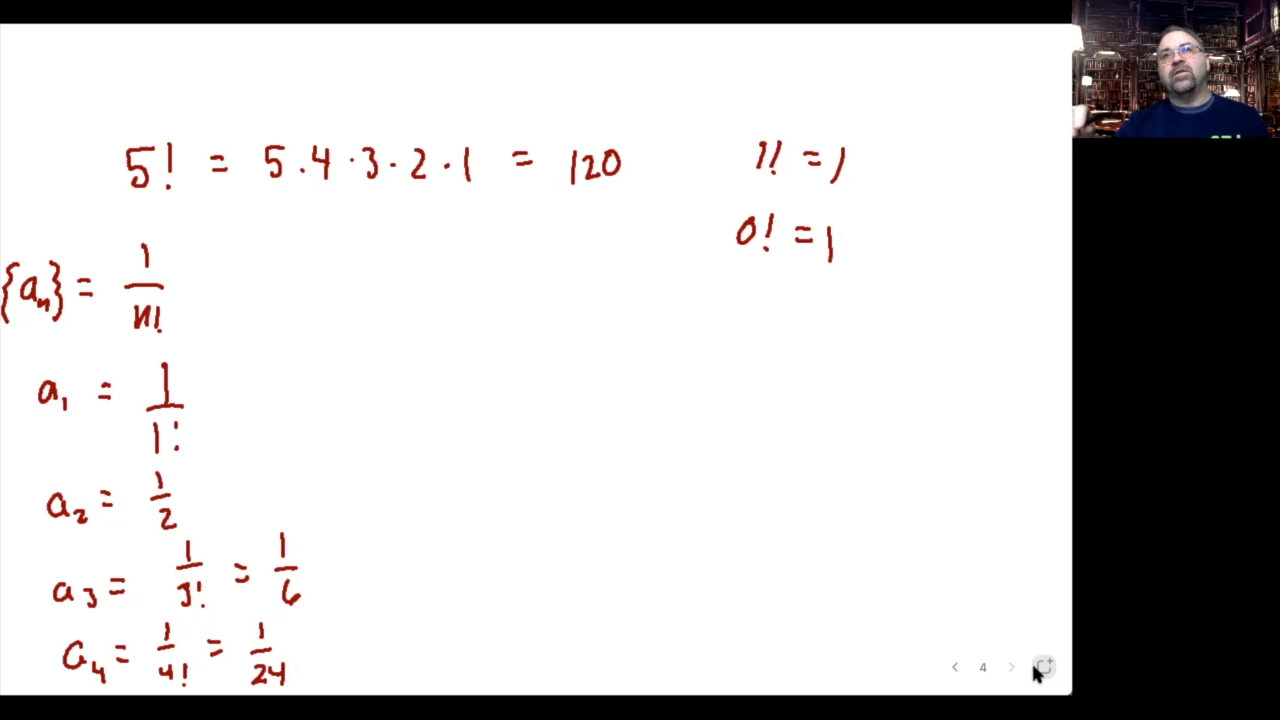 5! = 5 · 4 · 3 · 2 · 1 = 120
1! = 1
0! = 1
{aₙ} = 1/n!
a₁ = 1/1!
a₂ = 1/2
a₃ = 1/3! = 1/6
a₄ = 1/4! = 1/24
< 4 >